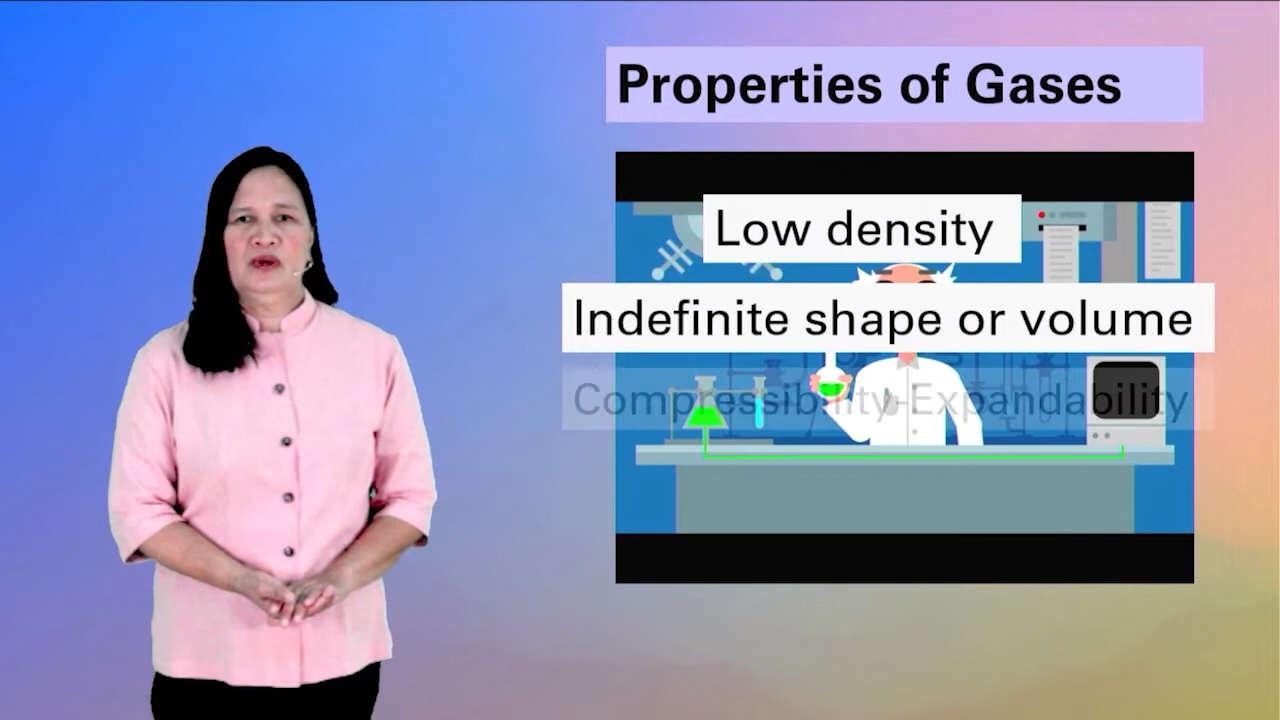 Properties of Gases
Low density
Indefinite shape or volume
Compressibility-Expandability